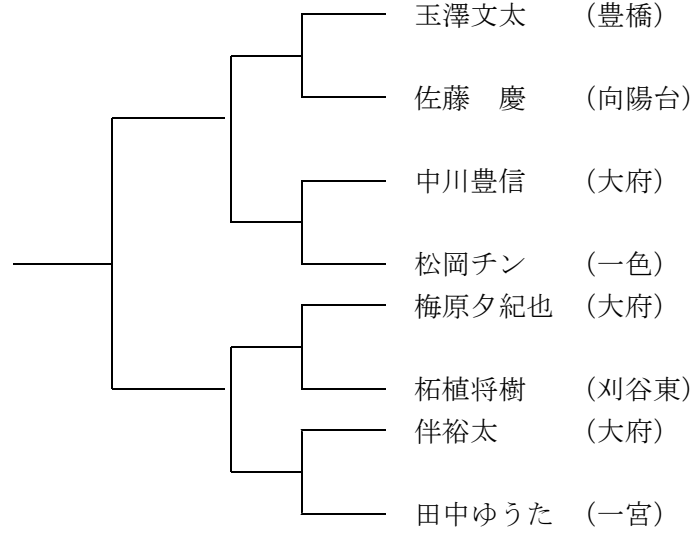 玉澤文太　　（豊橋）
佐藤　慶　　（向陽台）
中川豊信　　（大府）
松岡チン　　（一色）
梅原夕紀也　（大府）
柘植将樹　　（刈谷東）
伴裕太　　　（大府）
田中ゆうた　（一宮）